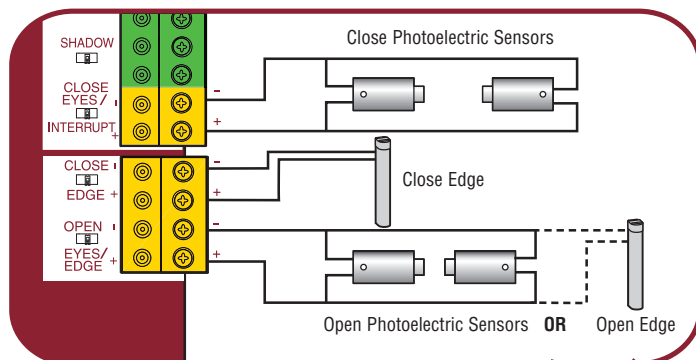 SHADOW
Close Photoelectric Sensors
CLOSE
EYES/ -
INTERRUPT +
-
+
CLOSE -
EDGE +
-
+
Close Edge
OPEN -
EYES/
EDGE +
-
+
Open Photoelectric Sensors OR Open Edge